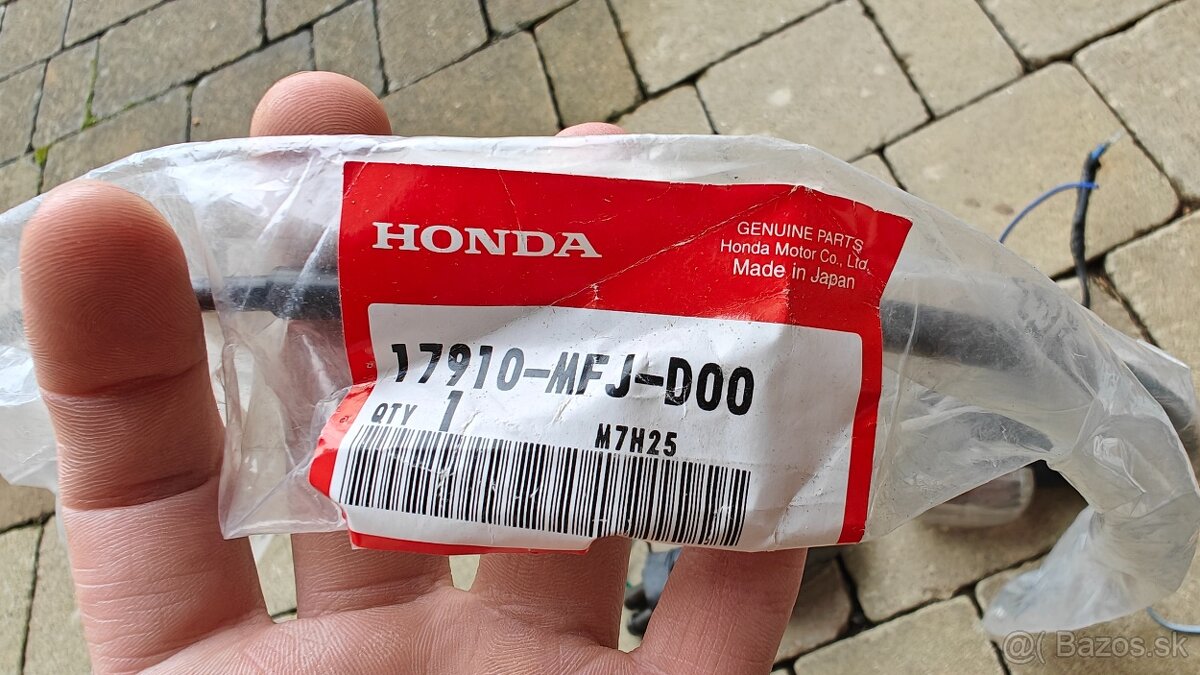 HONDA
GENUINE PARTS
Honda Motor Co., Ltd.
Made in Japan
17910-MFJ-D00
QTY 1
M7H25
@( Bazos.sk